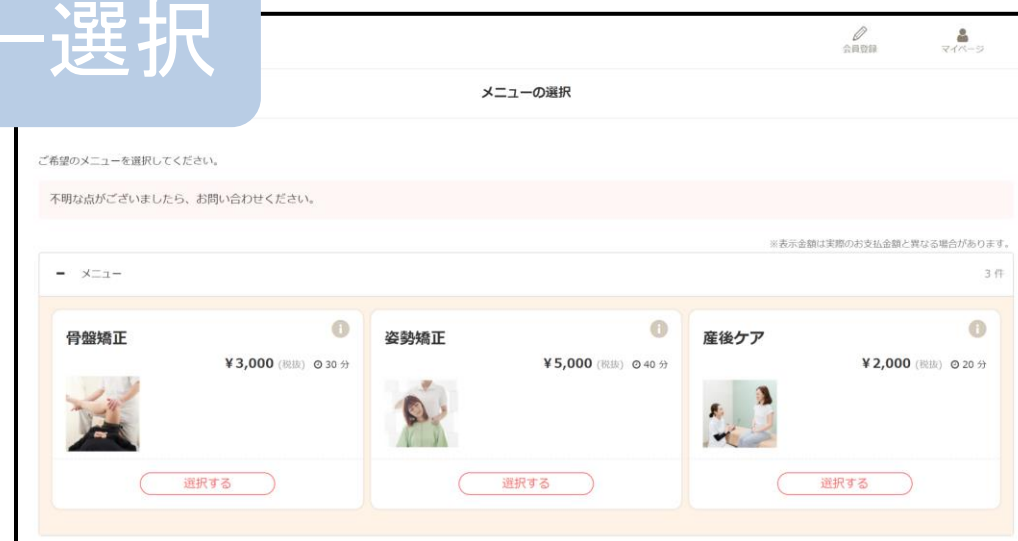 ー選択
会員登録
マイページ
メニューの選択
ご希望のメニューを選択してください。
不明な点がございましたら、お問い合わせください。
※表示金額は実際のお支払金額と異なる場合があります。
メニュー
3 件
骨盤矯正
¥3,000 (税抜) 30 分
選択する
姿勢矯正
¥5,000 (税抜) 40 分
選択する
産後ケア
¥2,000 (税抜) 20 分
選択する